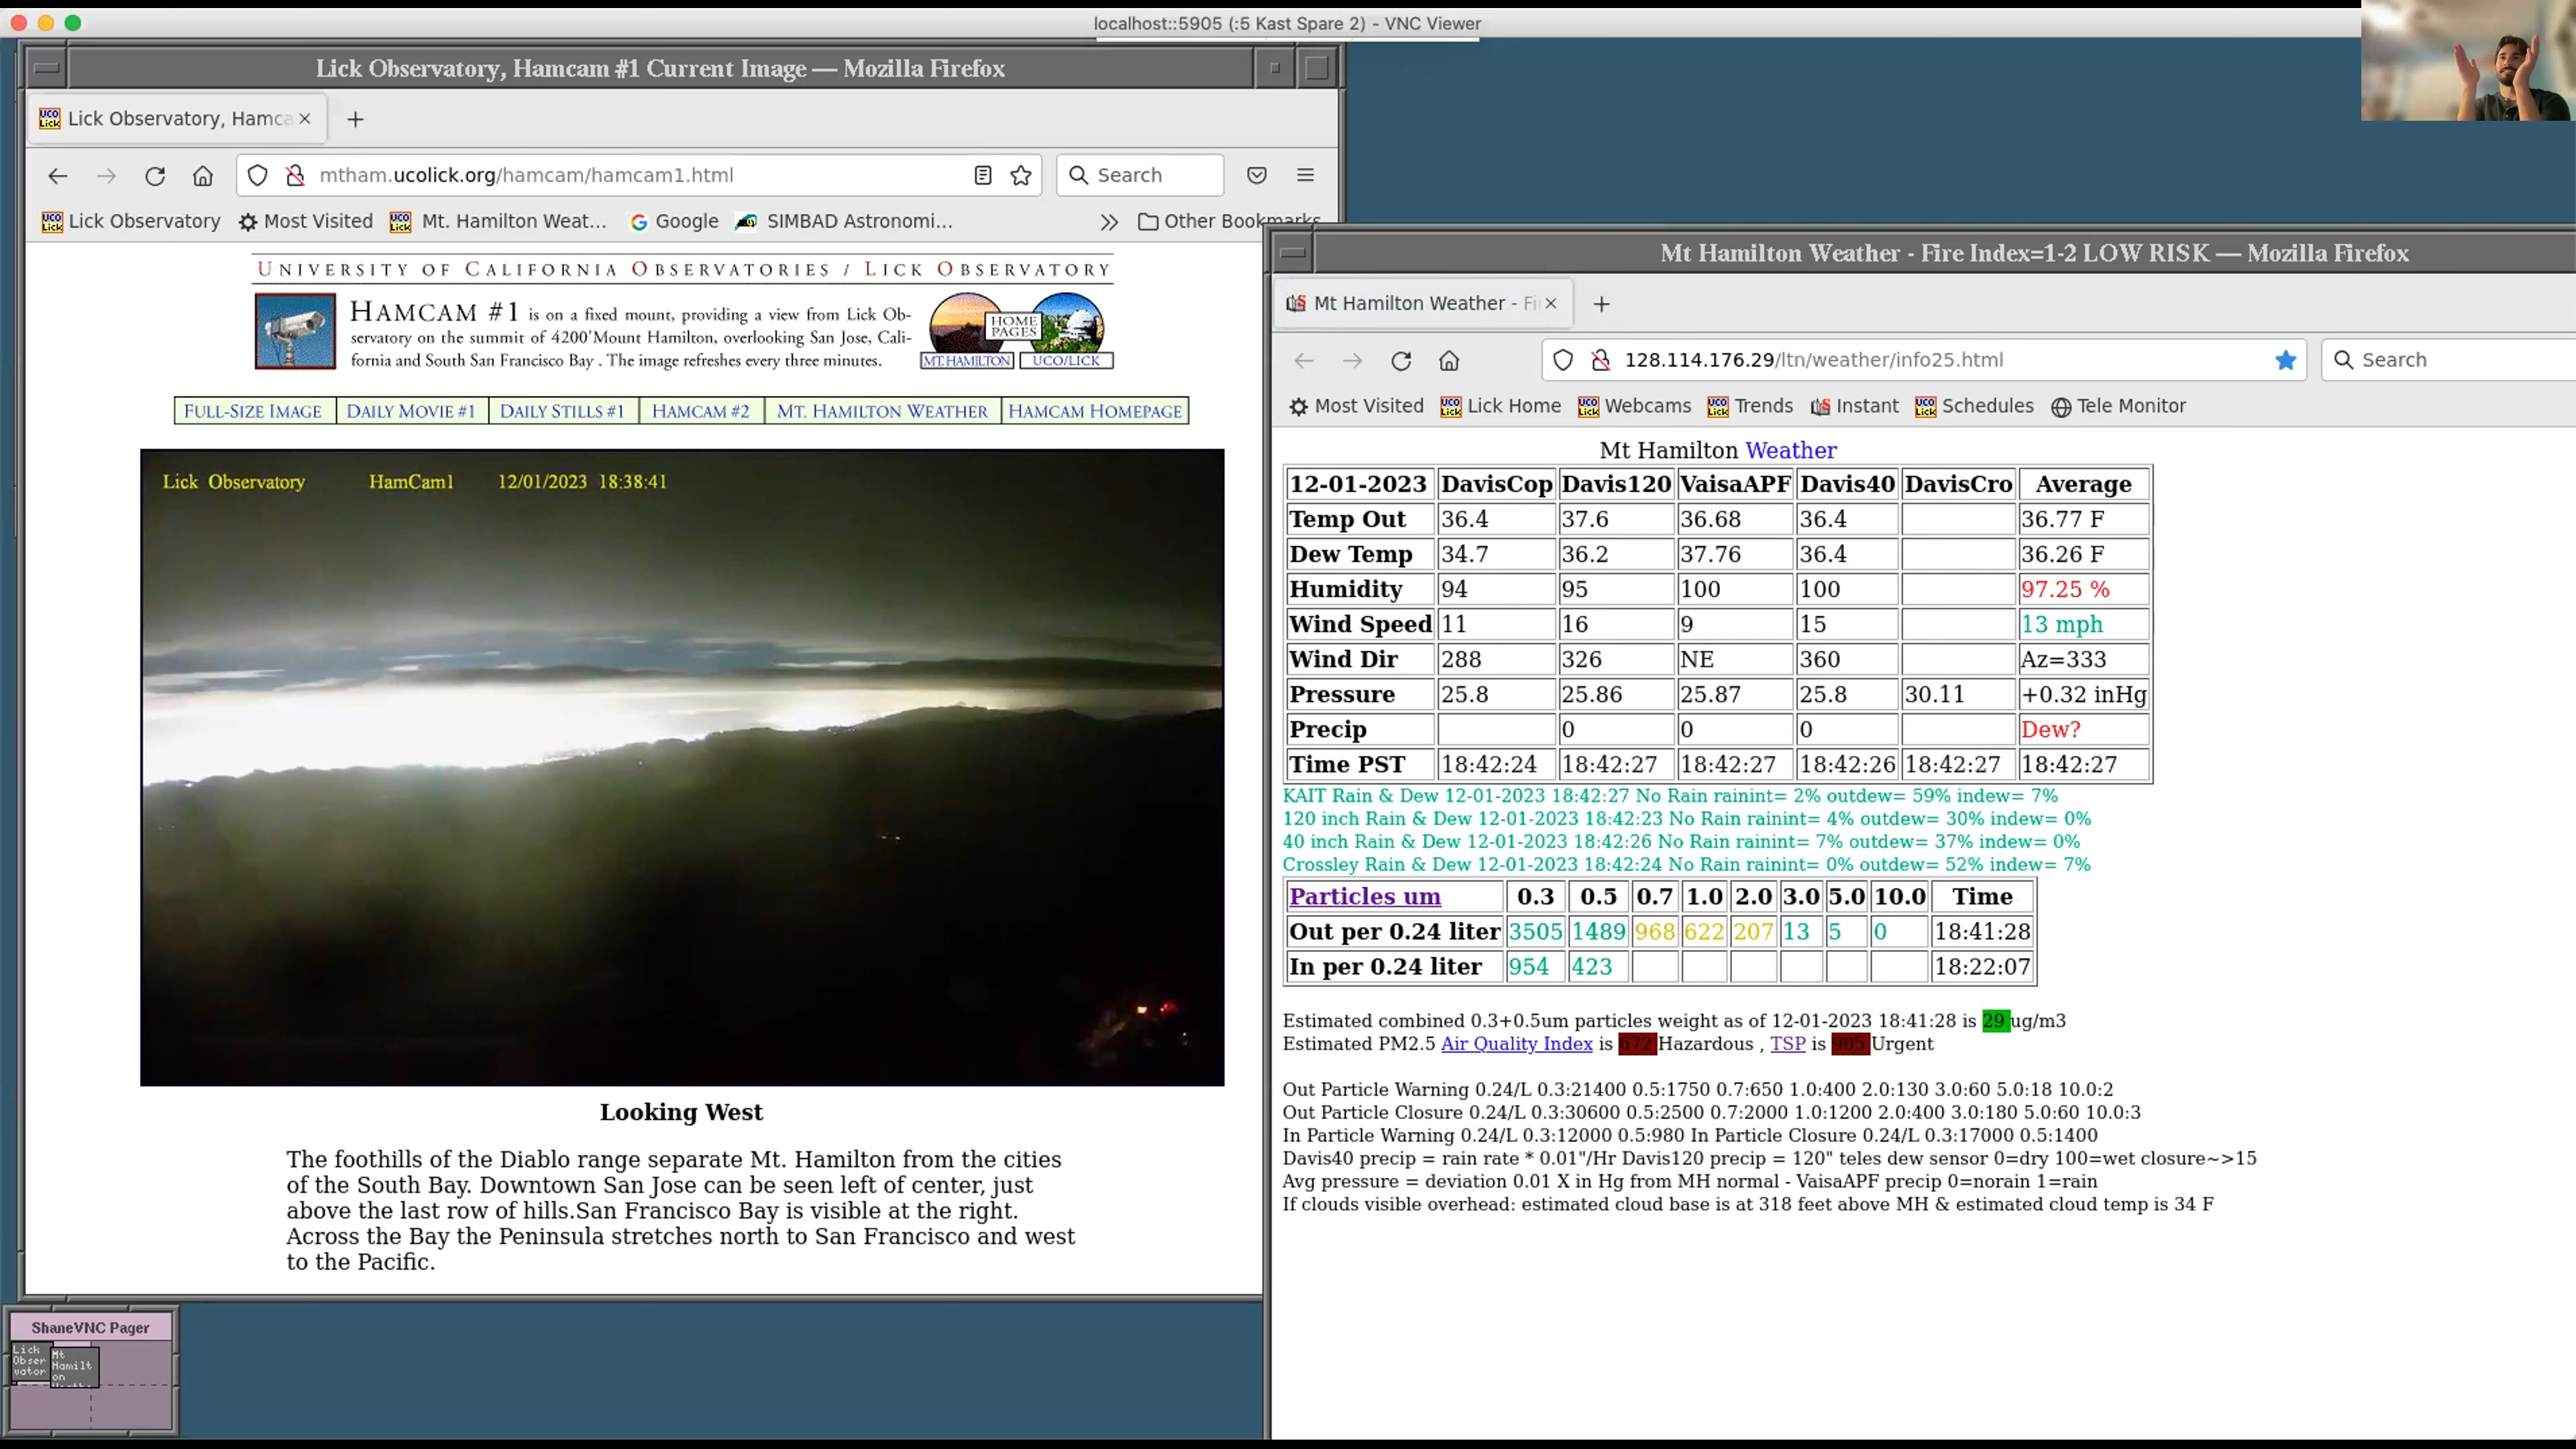 localhost::5905 (:5 Kast Spare 2) - VNC Viewer
Lick Observatory, Hamcam #1 Current Image — Mozilla Firefox
UCO Lick Lick Observatory, Hamca
mtham.ucolick.org/hamcam/hamcam1.html Search
UCO Lick Lick Observatory Most Visited UCO Lick Mt. Hamilton Weat... G Google SIMBAD Astronomi... Other Bookmarks
UNIVERSITY OF CALIFORNIA OBSERVATORIES / LICK OBSERVATORY
HAMCAM #1 is on a fixed mount, providing a view from Lick Ob-
servatory on the summit of 4200'Mount Hamilton, overlooking San Jose, Cali-
fornia and South San Francisco Bay . The image refreshes every three minutes.
HOME PAGES
MT.HAMILTON UCO/LICK
FULL-SIZE IMAGE DAILY MOVIE #1 DAILY STILLS #1 HAMCAM #2 MT. HAMILTON WEATHER HAMCAM HOMEPAGE
Lick Observatory HamCam1 12/01/2023 18:38:41
Looking West
The foothills of the Diablo range separate Mt. Hamilton from the cities
of the South Bay. Downtown San Jose can be seen left of center, just
above the last row of hills.San Francisco Bay is visible at the right.
Across the Bay the Peninsula stretches north to San Francisco and west
to the Pacific.
ShaneVNC Pager
Lick
Obser
vator
Mt
Hamilt
on
Mt Hamilton Weather - Fire Index=1-2 LOW RISK — Mozilla Firefox
Mt Hamilton Weather - Fi
128.114.176.29/ltn/weather/info25.html Search
Most Visited UCO Lick Lick Home UCO Lick Webcams UCO Lick Trends Instant UCO Lick Schedules Tele Monitor
Mt Hamilton Weather
12-01-2023 DavisCop Davis120 VaisaAPF Davis40 DavisCro Average
Temp Out 36.4 37.6 36.68 36.4 36.77 F
Dew Temp 34.7 36.2 37.76 36.4 36.26 F
Humidity 94 95 100 100 97.25 %
Wind Speed 11 16 9 15 13 mph
Wind Dir 288 326 NE 360 Az=333
Pressure 25.8 25.86 25.87 25.8 30.11 +0.32 inHg
Precip 0 0 0 Dew?
Time PST 18:42:24 18:42:27 18:42:27 18:42:26 18:42:27 18:42:27
KAIT Rain & Dew 12-01-2023 18:42:27 No Rain rainint= 2% outdew= 59% indew= 7%
120 inch Rain & Dew 12-01-2023 18:42:23 No Rain rainint= 4% outdew= 30% indew= 0%
40 inch Rain & Dew 12-01-2023 18:42:26 No Rain rainint= 7% outdew= 37% indew= 0%
Crossley Rain & Dew 12-01-2023 18:42:24 No Rain rainint= 0% outdew= 52% indew= 7%
Particles um 0.3 0.5 0.7 1.0 2.0 3.0 5.0 10.0 Time
Out per 0.24 liter 3505 1489 968 622 207 13 5 0 18:41:28
In per 0.24 liter 954 423 18:22:07
Estimated combined 0.3+0.5um particles weight as of 12-01-2023 18:41:28 is 29 ug/m3
Estimated PM2.5 Air Quality Index is 672 Hazardous , TSP is 905 Urgent
Out Particle Warning 0.24/L 0.3:21400 0.5:1750 0.7:650 1.0:400 2.0:130 3.0:60 5.0:18 10.0:2
Out Particle Closure 0.24/L 0.3:30600 0.5:2500 0.7:2000 1.0:1200 2.0:400 3.0:180 5.0:60 10.0:3
In Particle Warning 0.24/L 0.3:12000 0.5:980 In Particle Closure 0.24/L 0.3:17000 0.5:1400
Davis40 precip = rain rate * 0.01"/Hr Davis120 precip = 120" teles dew sensor 0=dry 100=wet closure~>15
Avg pressure = deviation 0.01 X in Hg from MH normal - VaisaAPF precip 0=norain 1=rain
If clouds visible overhead: estimated cloud base is at 318 feet above MH & estimated cloud temp is 34 F